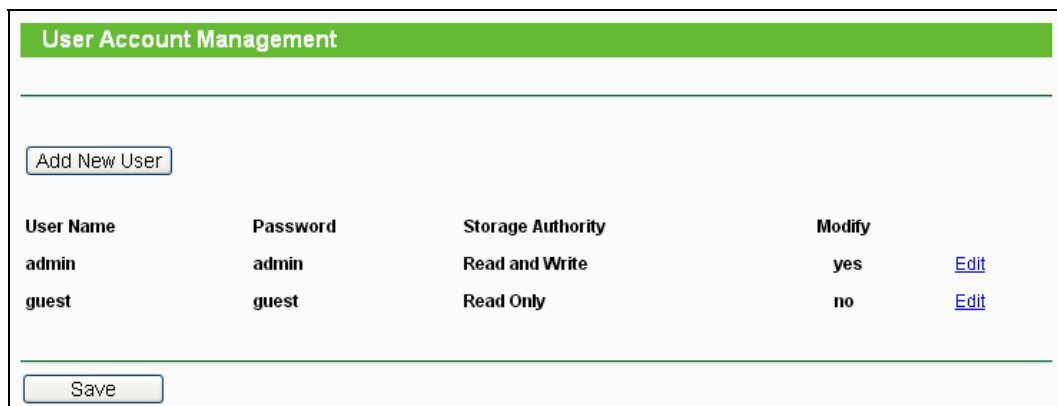 User Account Management
Add New User
User Name Password Storage Authority Modify
admin admin Read and Write yes Edit
guest guest Read Only no Edit
Save